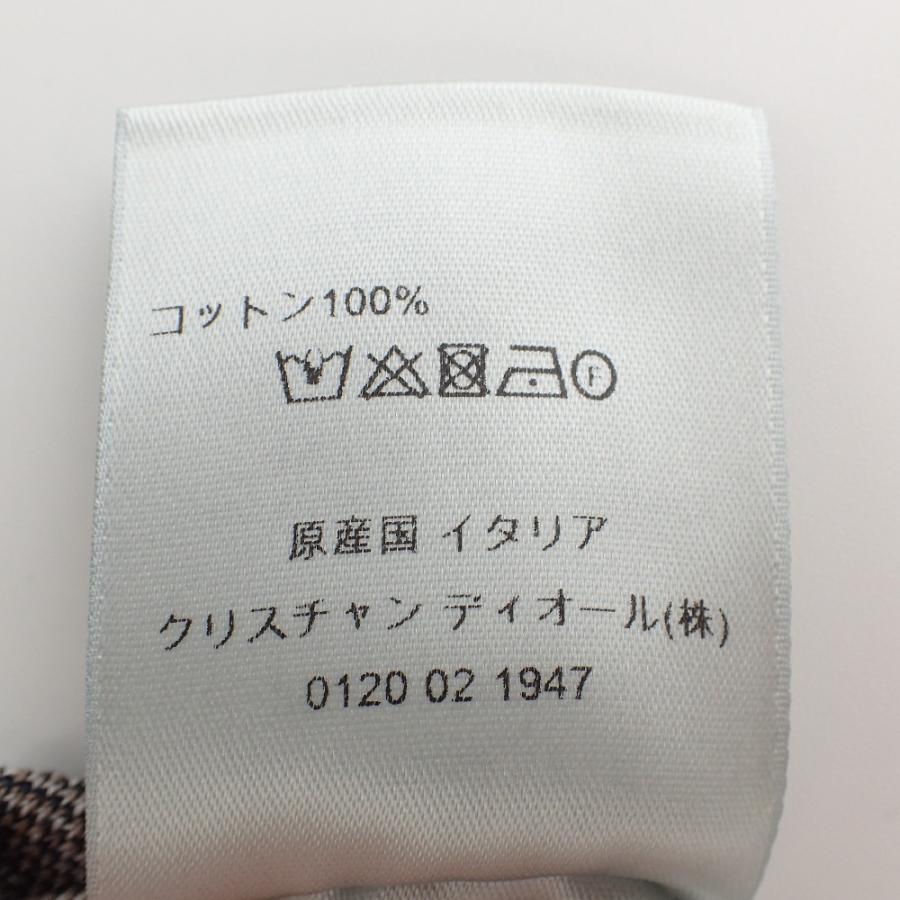 コットン100%
F
原産国 イタリア
クリスチャン ディオール(株)
0120 02 1947